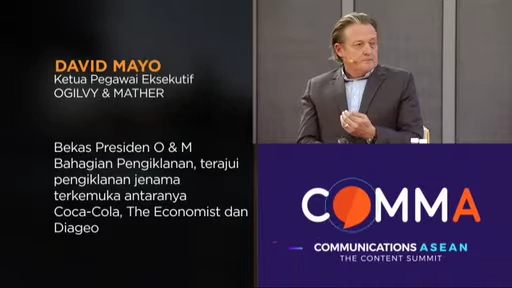 DAVID MAYO
Ketua Pegawai Eksekutif
OGILVY & MATHER
Bekas Presiden O & M
Bahagian Pengiklanan, terajui
pengiklanan jenama
terkemuka antaranya
Coca-Cola, The Economist dan
Diageo
COMMA
COMMUNICATIONS ASEAN
THE CONTENT SUMMIT